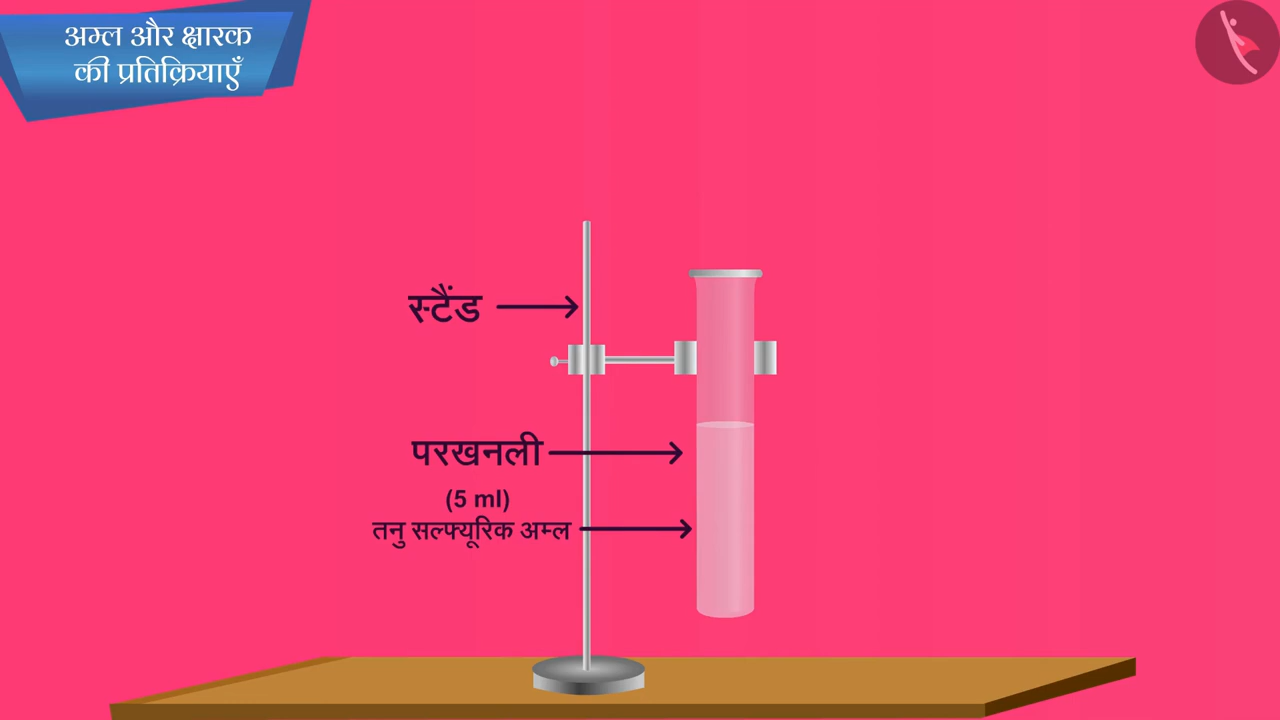 अम्ल और क्षारक
की प्रतिक्रियाएँ
स्टैंड
परखनली
(5 ml)
तनु सल्फ्यूरिक अम्ल